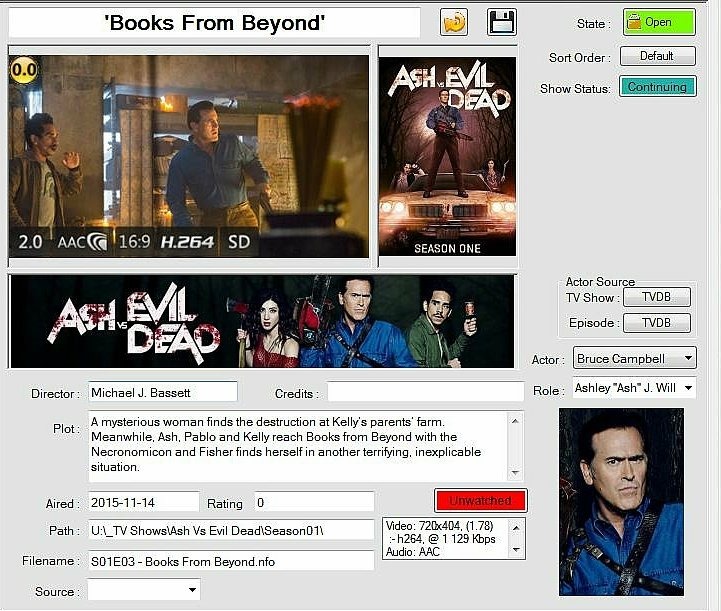 'Books From Beyond'
State :
Open
Sort Order :
Default
Show Status:
Continuing
0.0
2.0 AAC 16:9 H.264 SD
ASH vs EVIL DEAD
SEASON ONE
ASH vs EVIL DEAD
Actor Source
TV Show :
TVDB
Episode :
TVDB
Actor :
Bruce Campbell
Role :
Ashley "Ash" J. Will
Director :
Michael J. Bassett
Credits :
Plot :
A mysterious woman finds the destruction at Kelly's parents' farm.
Meanwhile, Ash, Pablo and Kelly reach Books from Beyond with the
Necronomicon and Fisher finds herself in another terrifying, inexplicable
situation.
Aired :
2015-11-14
Rating
0
Unwatched
Path :
U:\_TV Shows\Ash Vs Evil Dead\Season01\
Video: 720x404, (1.78)
:- h264, @ 1 129 Kbps
Audio: AAC
Filename :
S01E03 - Books From Beyond.nfo
Source :